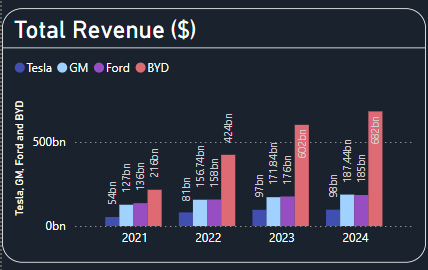 Total Revenue ($)
Tesla GM Ford BYD
Tesla, GM, Ford and BYD
500bn
0bn
54bn 127bn 136bn 216bn
81bn 156.74bn 158bn 424bn
97bn 171.84bn 176bn 602bn
98bn 187.44bn 185bn 682bn
2021 2022 2023 2024